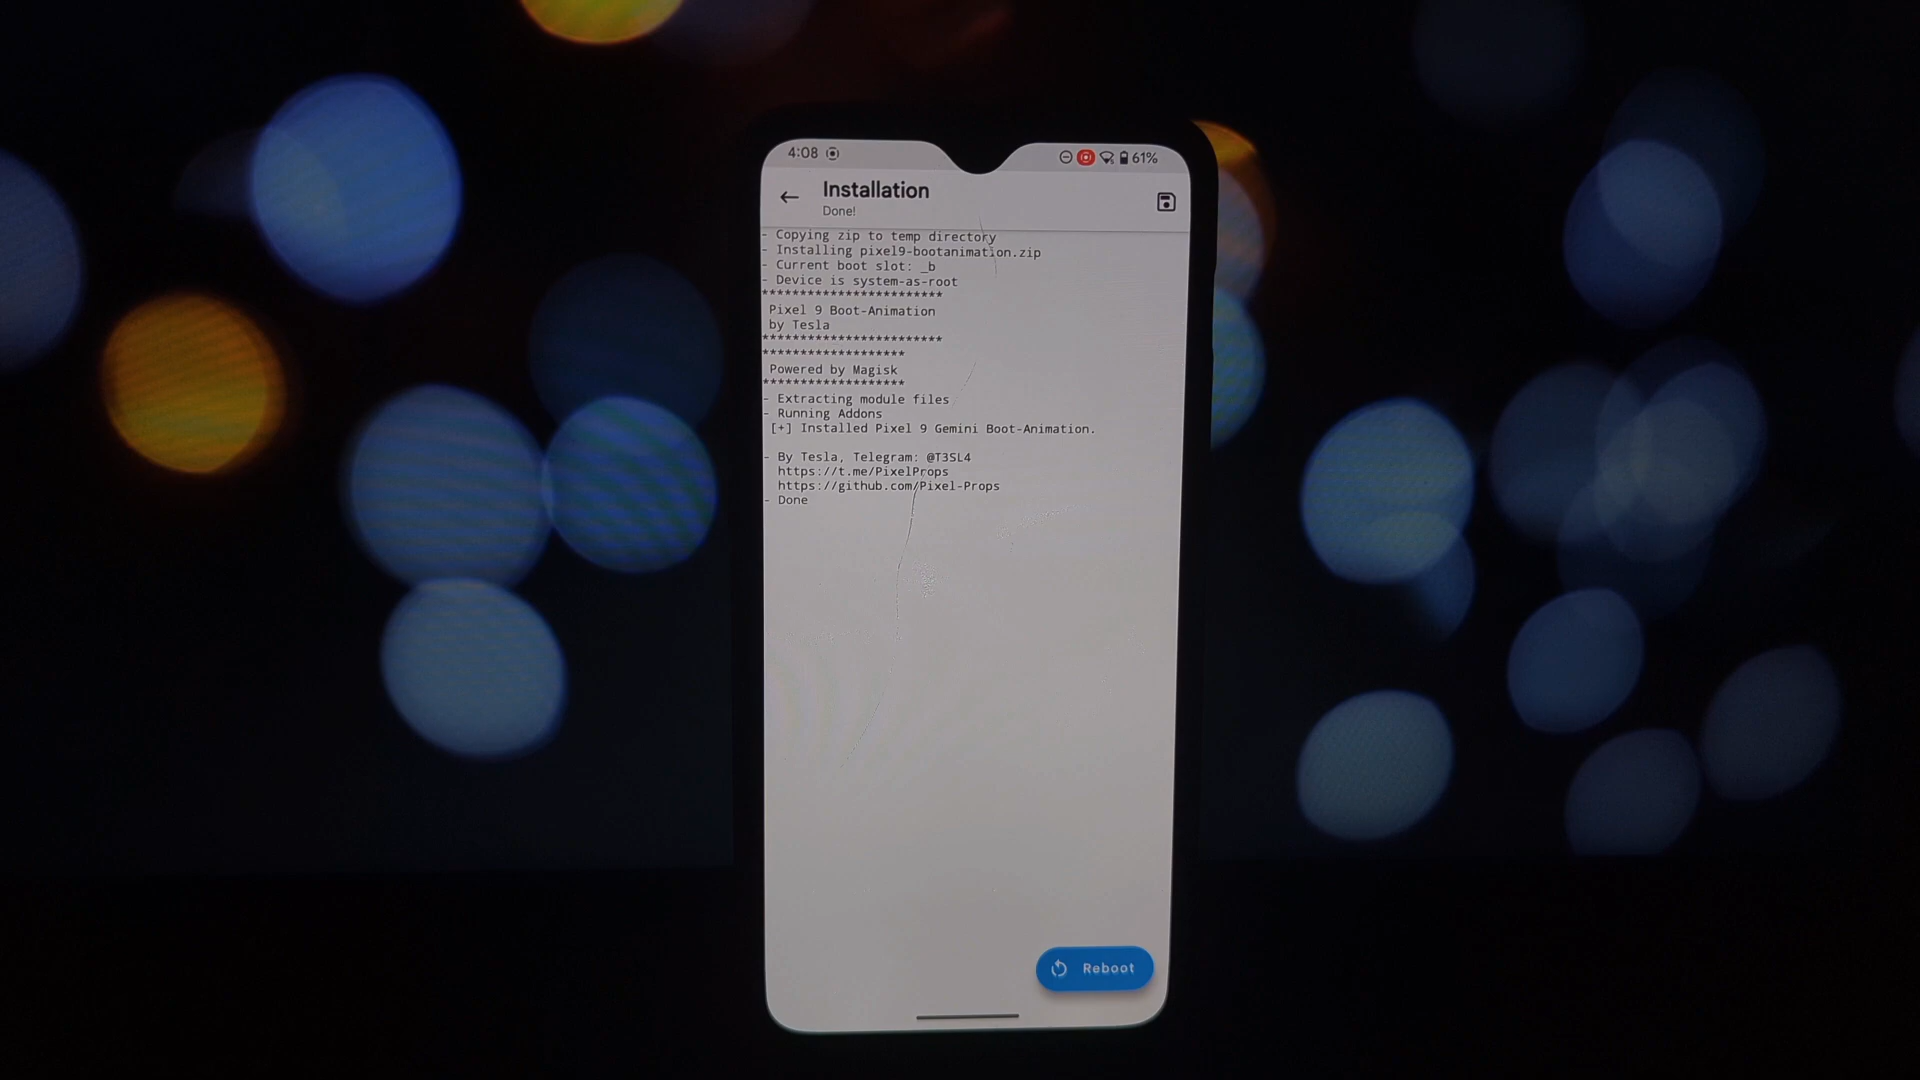 4:08
61%
Installation
Done!
- Copying zip to temp directory
- Installing pixel9-bootanimation.zip
- Current boot slot: _b
- Device is system-as-root
************************
Pixel 9 Boot-Animation
by Tesla
************************
*******************
Powered by Magisk
*******************
- Extracting module files
- Running Addons
[+] Installed Pixel 9 Gemini Boot-Animation.
- By Tesla, Telegram: @T3SL4
https://t.me/PixelProps
https://github.com/Pixel-Props
- Done
Reboot